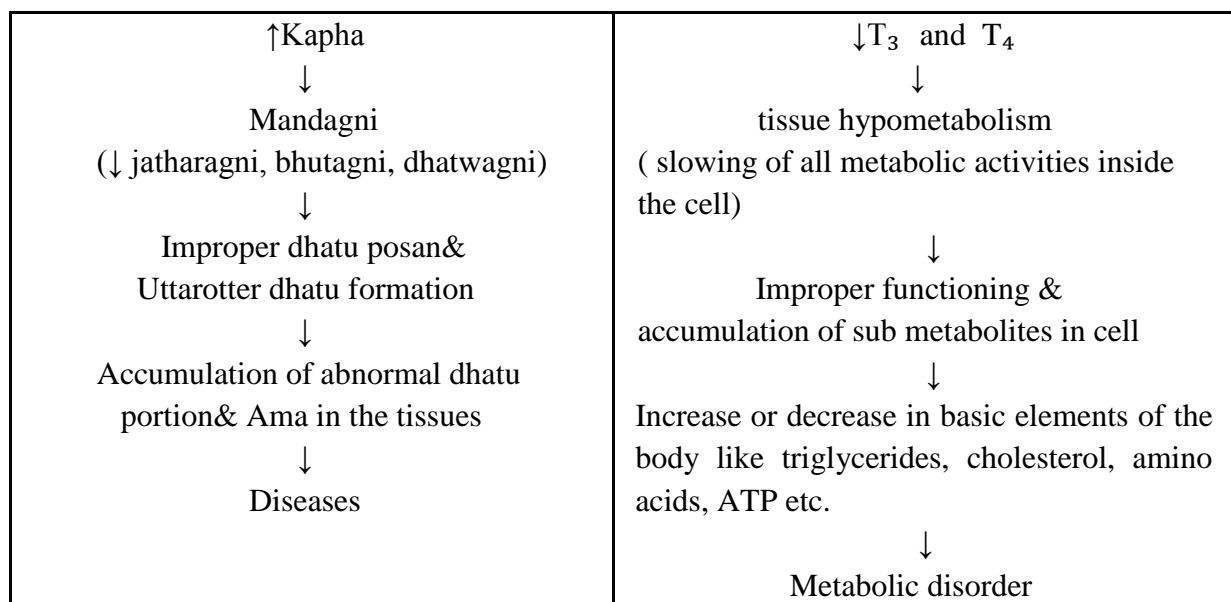 ↑Kapha
↓
Mandagni
(↓ jatharagni, bhutagni, dhatwagni)
↓
Improper dhatu posan&
Uttarotter dhatu formation
↓
Accumulation of abnormal dhatu
portion& Ama in the tissues
↓
Diseases
↓T₃ and T₄
↓
tissue hypometabolism
( slowing of all metabolic activities inside
the cell)
↓
Improper functioning &
accumulation of sub metabolites in cell
↓
Increase or decrease in basic elements of the
body like triglycerides, cholesterol, amino
acids, ATP etc.
↓
Metabolic disorder